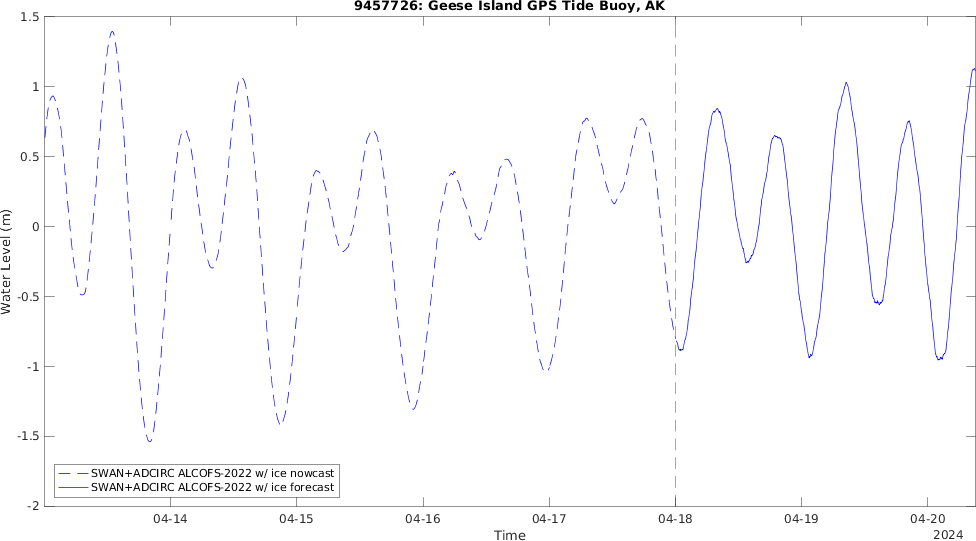 9457726: Geese Island GPS Tide Buoy, AK
1.5
1
0.5
0
-0.5
-1
-1.5
-2
Water Level (m)
SWAN+ADCIRC ALCOFS-2022 w/ ice nowcast
SWAN+ADCIRC ALCOFS-2022 w/ ice forecast
04-14 04-15 04-16 04-17 04-18 04-19 04-20
Time
2024